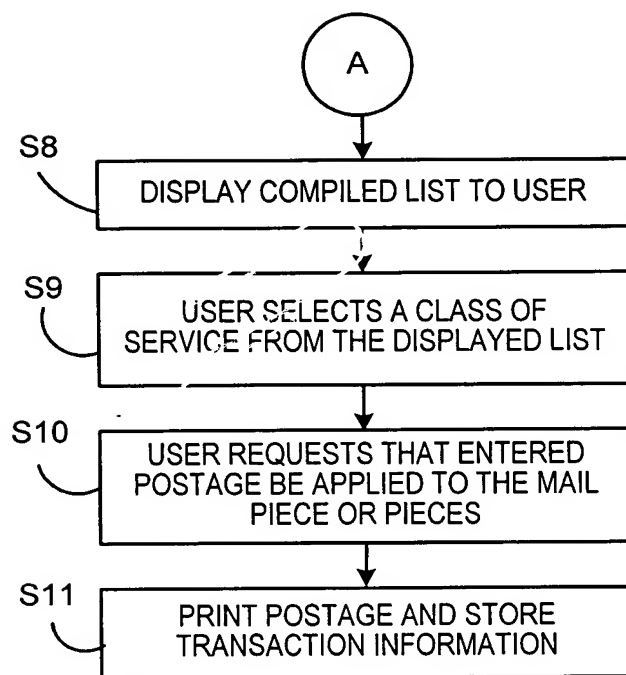 A
S8
DISPLAY COMPILED LIST TO USER
S9
USER SELECTS A CLASS OF
SERVICE FROM THE DISPLAYED LIST
S10
USER REQUESTS THAT ENTERED
POSTAGE BE APPLIED TO THE MAIL
PIECE OR PIECES
S11
PRINT POSTAGE AND STORE
TRANSACTION INFORMATION